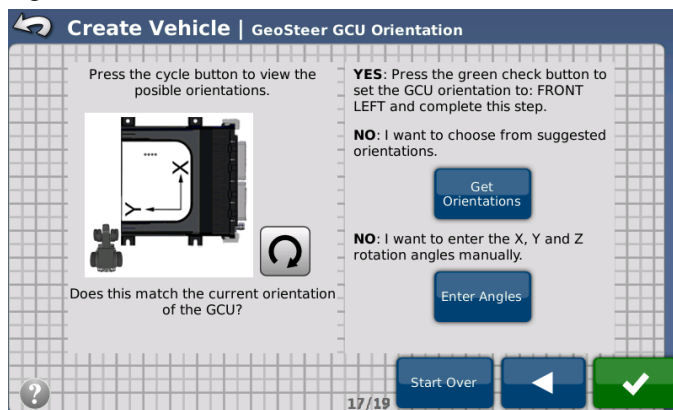 Create Vehicle | GeoSteer GCU Orientation
Press the cycle button to view the
posible orientations.
X
Y
Does this match the current orientation
of the GCU?
YES: Press the green check button to
set the GCU orientation to: FRONT
LEFT and complete this step.
NO: I want to choose from suggested
orientations.
Get
Orientations
NO: I want to enter the X, Y and Z
rotation angles manually.
Enter Angles
?
17/19
Start Over